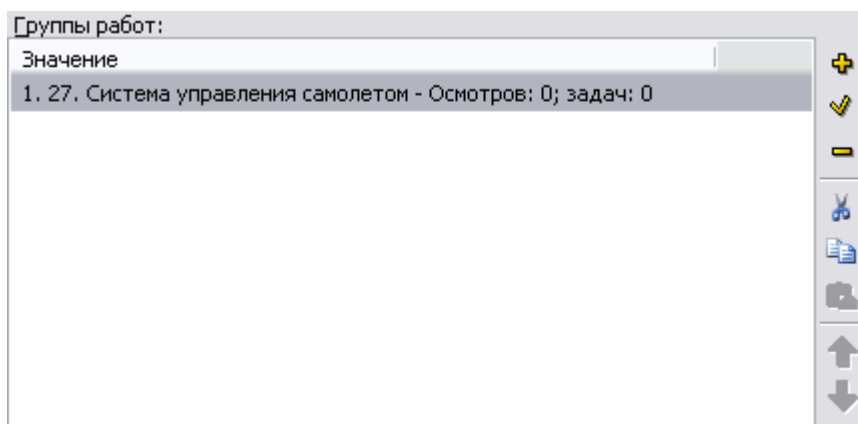 Группы работ:
Значение
1. 27. Система управления самолетом - Осмотров: 0; задач: 0